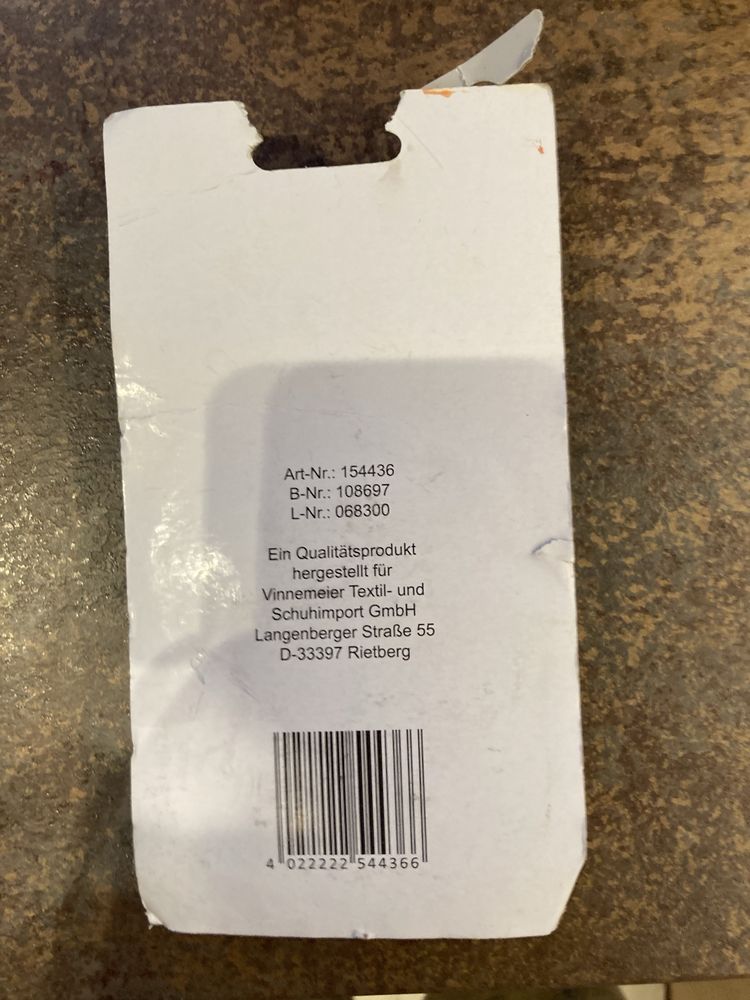 Art-Nr.: 154436
B-Nr.: 108697
L-Nr.: 068300
Ein Qualitätsprodukt
hergestellt für
Vinnemeier Textil- und
Schuhimport GmbH
Langenberger Straße 55
D-33397 Rietberg
4 022222 544366